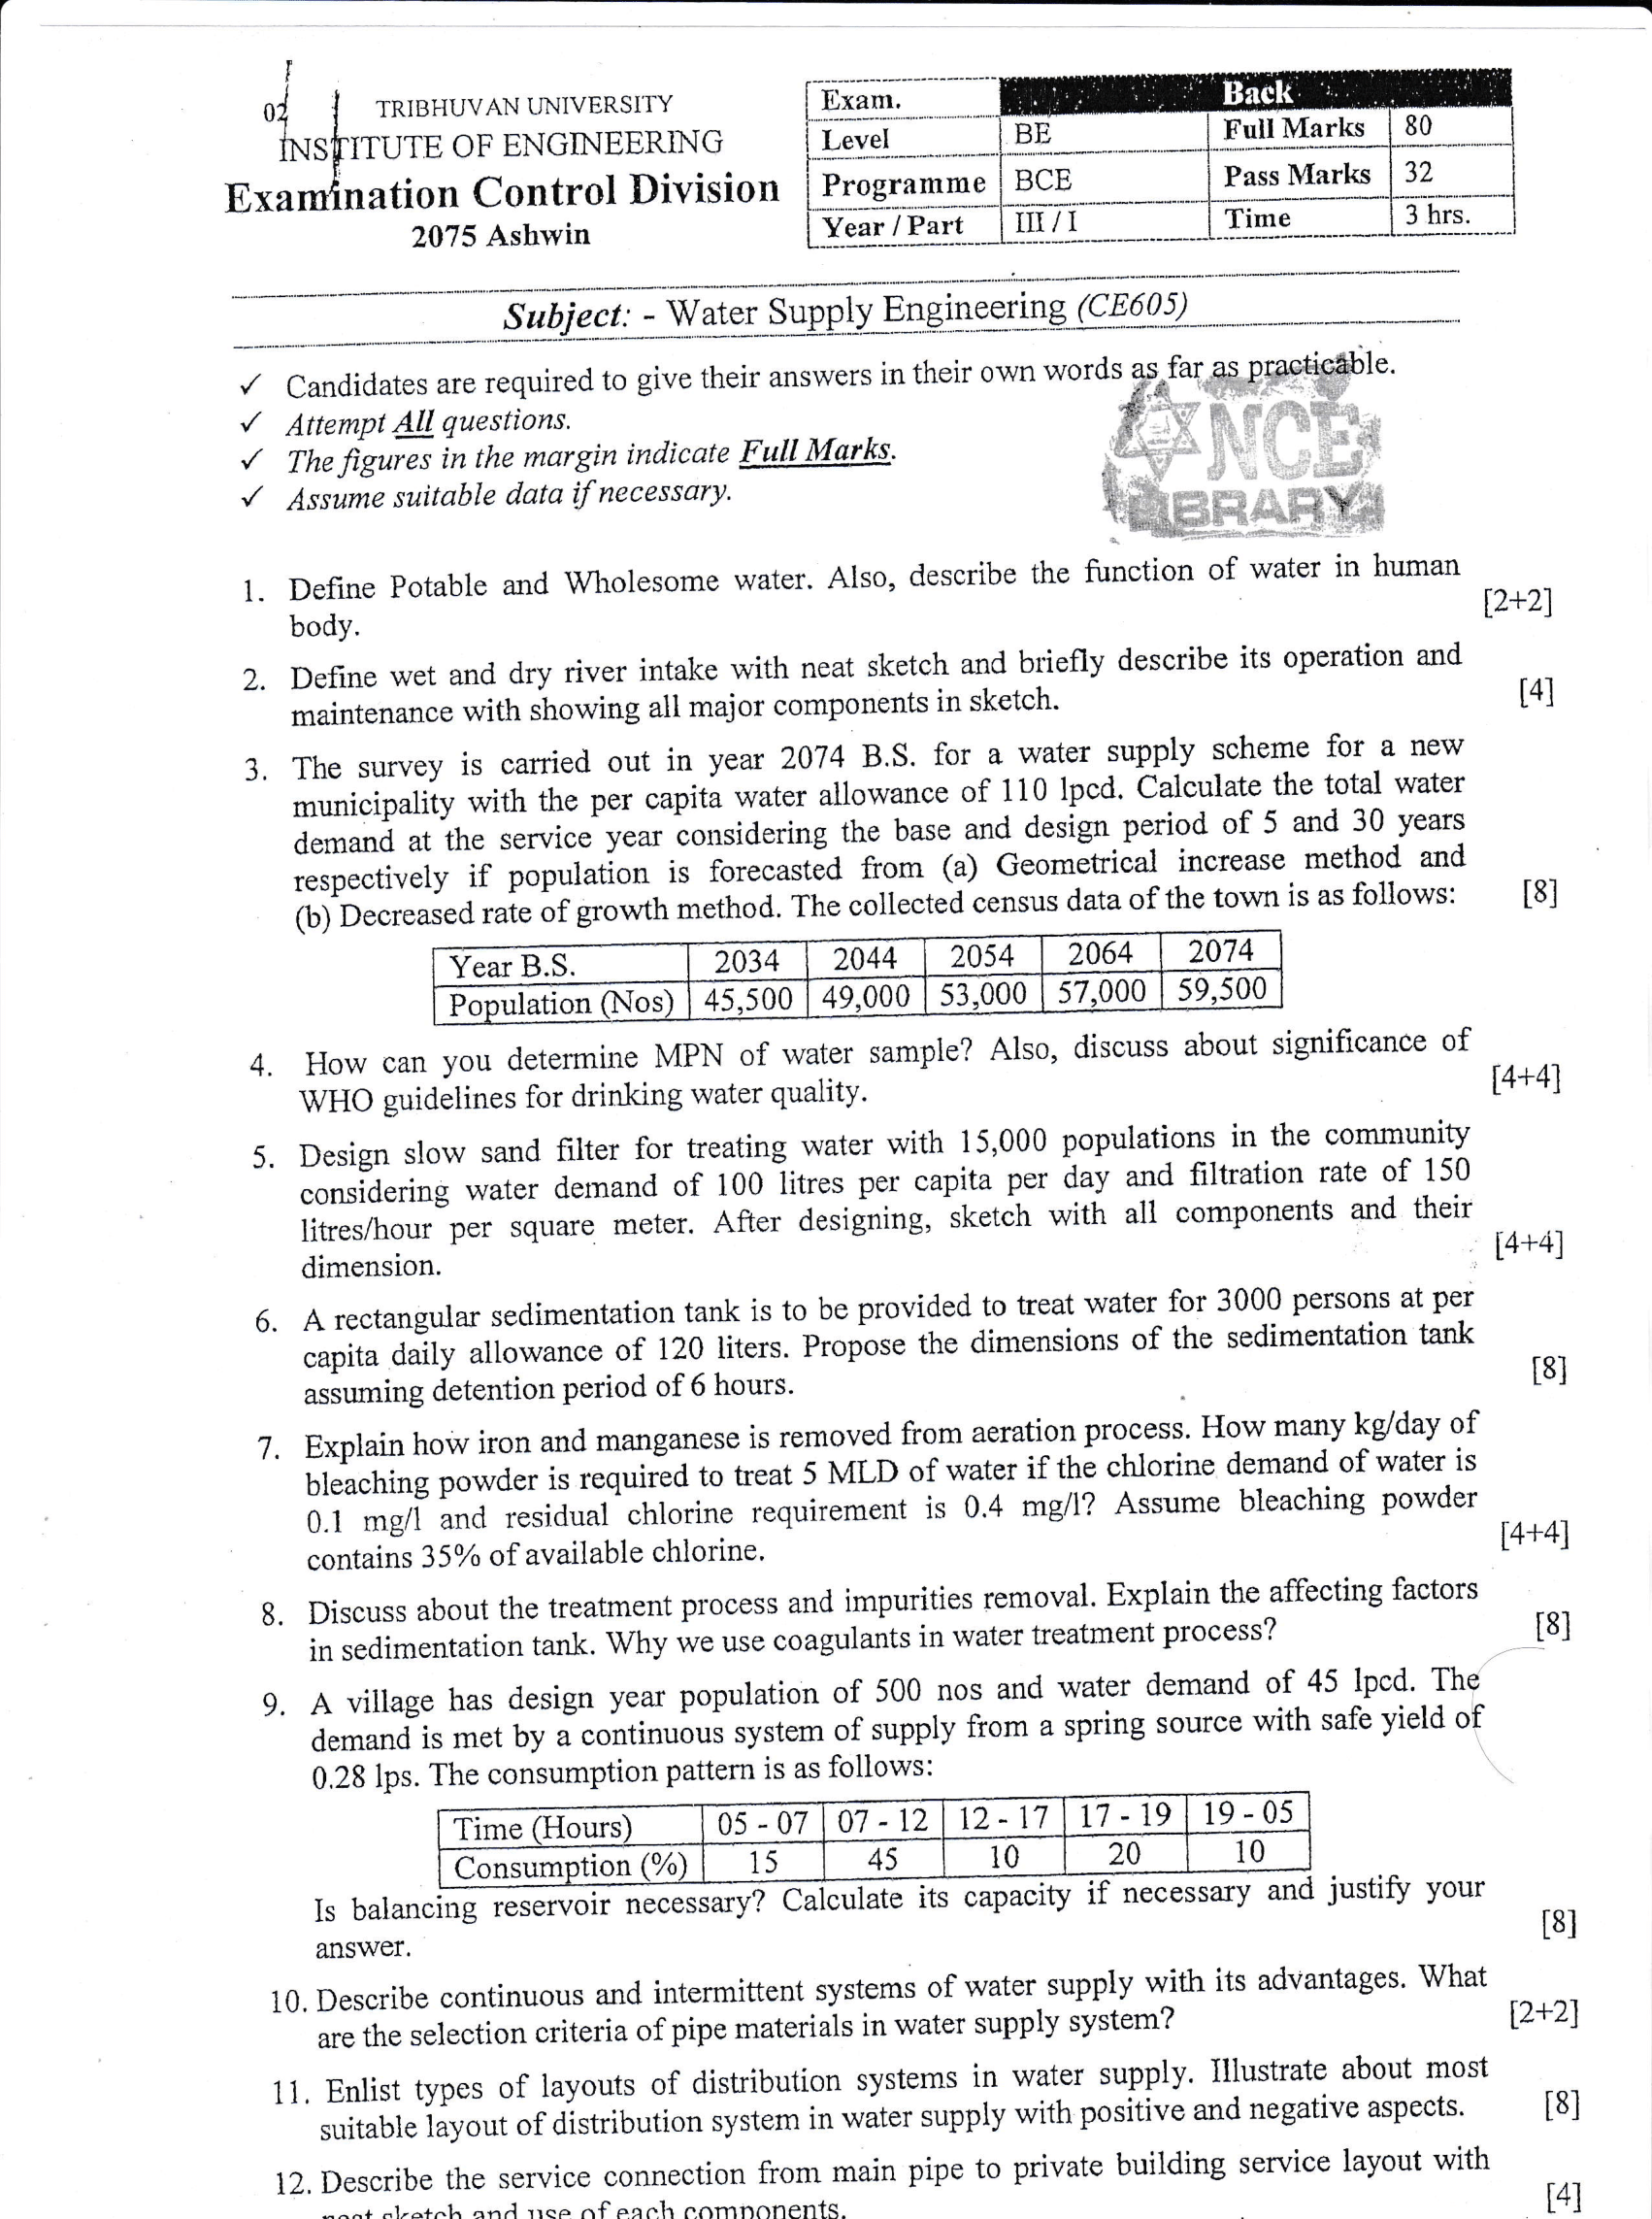 02
TRIBHUVAN UNIVERSITY
INSTITUTE OF ENGINEERING
Examination Control Division
2075 Ashwin
Exam. Back
Level BE Full Marks 80
Programme BCE Pass Marks 32
Year / Part III / I Time 3 hrs.
Subject: - Water Supply Engineering (CE605)
✓ Candidates are required to give their answers in their own words as far as practicable.
✓ Attempt All questions.
✓ The figures in the margin indicate Full Marks.
✓ Assume suitable data if necessary.
NCE
1. Define Potable and Wholesome water. Also, describe the function of water in human
body. [2+2]
2. Define wet and dry river intake with neat sketch and briefly describe its operation and
maintenance with showing all major components in sketch. [4]
3. The survey is carried out in year 2074 B.S. for a water supply scheme for a new
municipality with the per capita water allowance of 110 lpcd. Calculate the total water
demand at the service year considering the base and design period of 5 and 30 years
respectively if population is forecasted from (a) Geometrical increase method and
(b) Decreased rate of growth method. The collected census data of the town is as follows: [8]
Year B.S. 2034 2044 2054 2064 2074
Population (Nos) 45,500 49,000 53,000 57,000 59,500
4. How can you determine MPN of water sample? Also, discuss about significance of
WHO guidelines for drinking water quality. [4+4]
5. Design slow sand filter for treating water with 15,000 populations in the community
considering water demand of 100 litres per capita per day and filtration rate of 150
litres/hour per square meter. After designing, sketch with all components and their
dimension. [4+4]
6. A rectangular sedimentation tank is to be provided to treat water for 3000 persons at per
capita daily allowance of 120 liters. Propose the dimensions of the sedimentation tank
assuming detention period of 6 hours. [8]
7. Explain how iron and manganese is removed from aeration process. How many kg/day of
bleaching powder is required to treat 5 MLD of water if the chlorine demand of water is
0.1 mg/l and residual chlorine requirement is 0.4 mg/l? Assume bleaching powder
contains 35% of available chlorine. [4+4]
8. Discuss about the treatment process and impurities removal. Explain the affecting factors
in sedimentation tank. Why we use coagulants in water treatment process? [8]
9. A village has design year population of 500 nos and water demand of 45 lpcd. The
demand is met by a continuous system of supply from a spring source with safe yield of
0.28 lps. The consumption pattern is as follows:
Time (Hours) 05 - 07 07 - 12 12 - 17 17 - 19 19 - 05
Consumption (%) 15 45 10 20 10
Is balancing reservoir necessary? Calculate its capacity if necessary and justify your
answer. [8]
10. Describe continuous and intermittent systems of water supply with its advantages. What
are the selection criteria of pipe materials in water supply system? [2+2]
11. Enlist types of layouts of distribution systems in water supply. Illustrate about most
suitable layout of distribution system in water supply with positive and negative aspects. [8]
12. Describe the service connection from main pipe to private building service layout with
neat sketch and use of each components. [4]